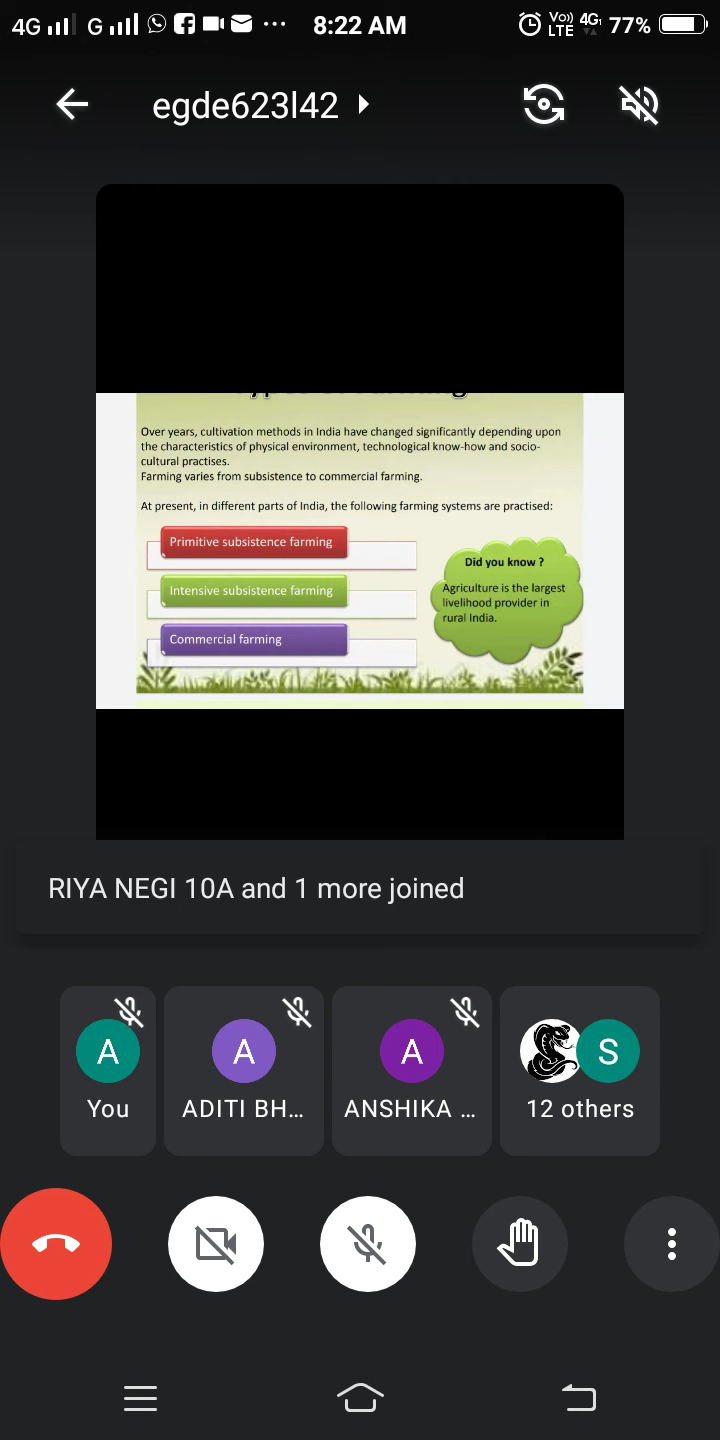 4G G 8:22 AM Vo)) LTE 4G 77%
egde623l42
Types of Farming
Over years, cultivation methods in India have changed significantly depending upon
the characteristics of physical environment, technological know-how and socio-
cultural practises.
Farming varies from subsistence to commercial farming.
At present, in different parts of India, the following farming systems are practised:
Primitive subsistence farming
Intensive subsistence farming
Commercial farming
Did you know ?
Agriculture is the largest
livelihood provider in
rural India.
RIYA NEGI 10A and 1 more joined
A A A S
You ADITI BH... ANSHIKA ... 12 others